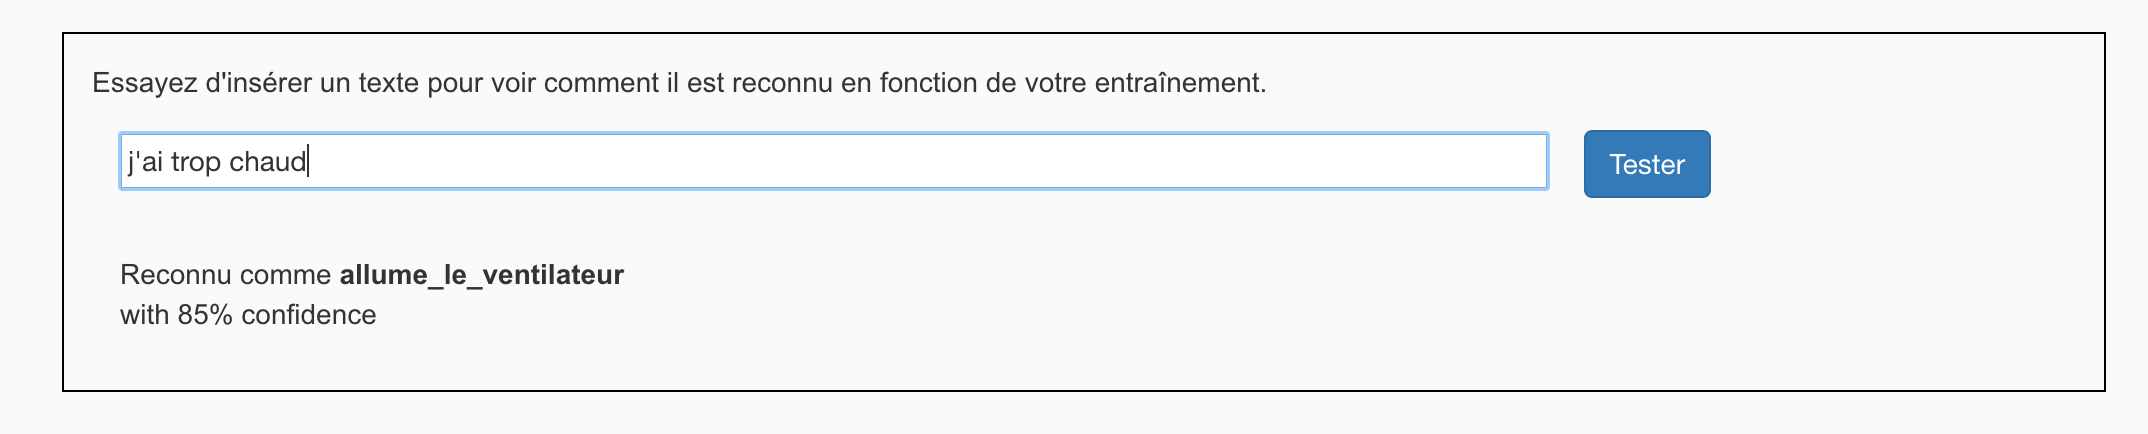 Essayez d'insérer un texte pour voir comment il est reconnu en fonction de votre entraînement.
j'ai trop chaud
Tester
Reconnu comme allume_le_ventilateur
with 85% confidence